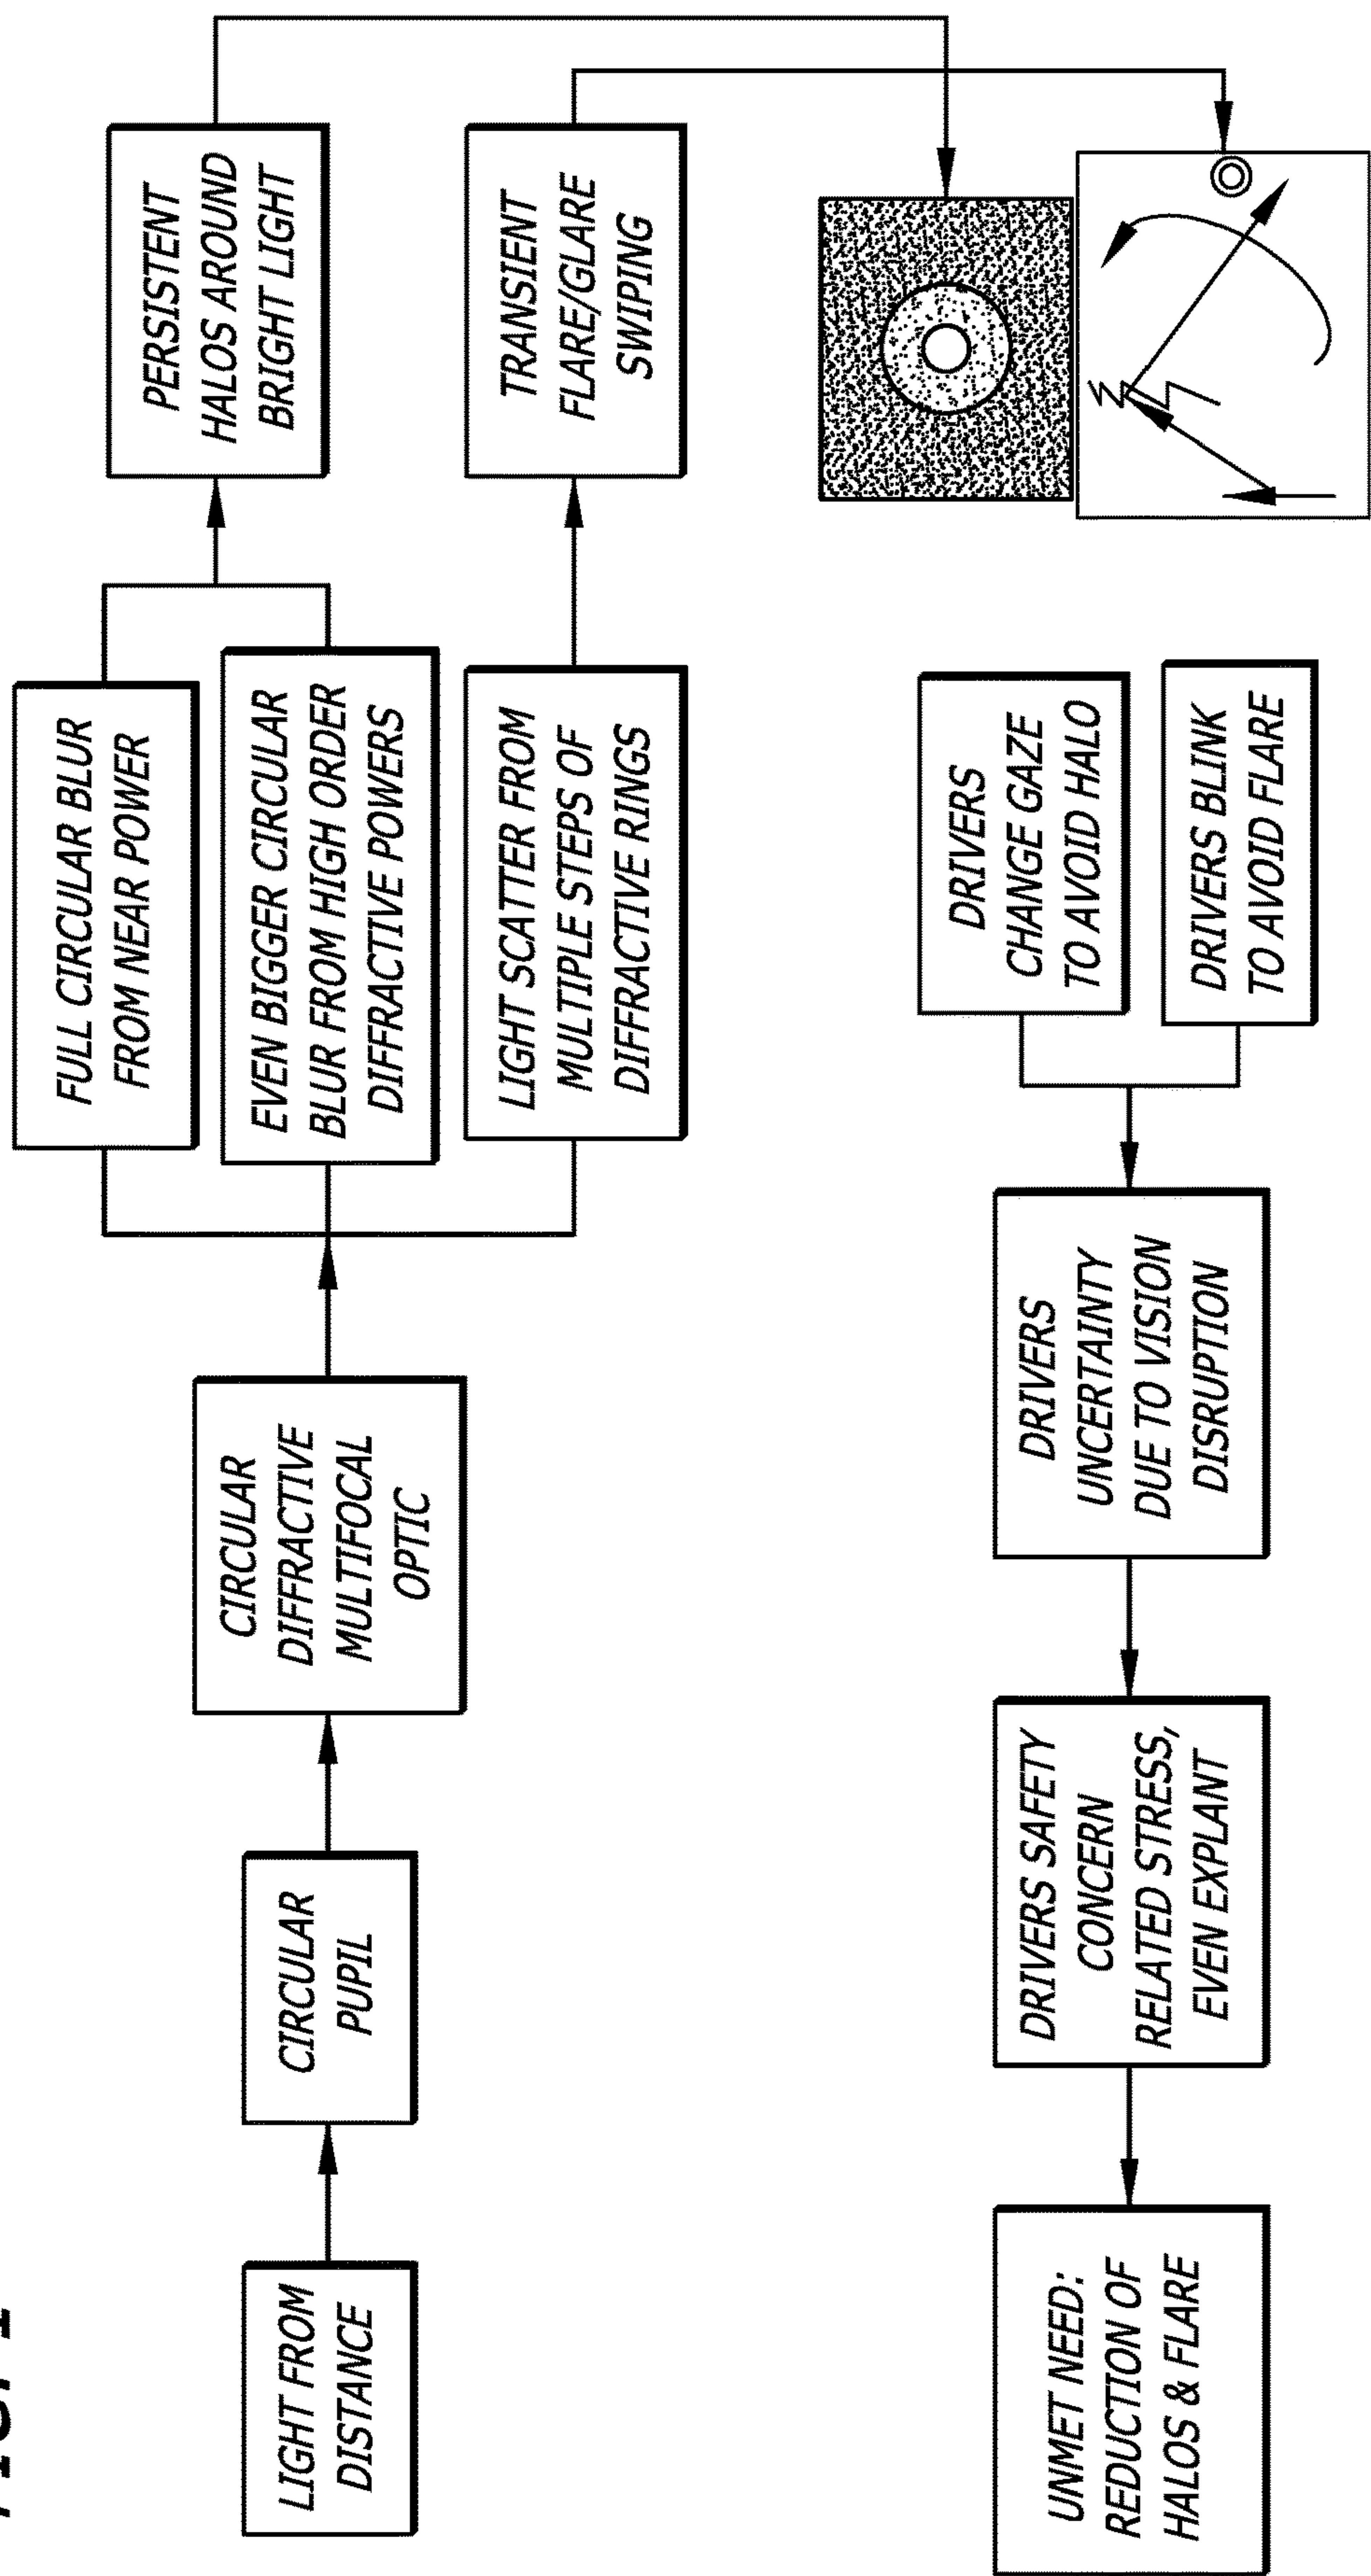 LIGHT FROM
DISTANCE
CIRCULAR
PUPIL
CIRCULAR
DIFFRACTIVE
MULTIFOCAL
OPTIC
FULL CIRCULAR BLUR
FROM NEAR POWER
EVEN BIGGER CIRCULAR
BLUR FROM HIGH ORDER
DIFFRACTIVE POWERS
LIGHT SCATTER FROM
MULTIPLE STEPS OF
DIFFRACTIVE RINGS
PERSISTENT
HALOS AROUND
BRIGHT LIGHT
TRANSIENT
FLARE/GLARE
SWIPING
DRIVERS
CHANGE GAZE
TO AVOID HALO
DRIVERS BLINK
TO AVOID FLARE
DRIVERS
UNCERTAINTY
DUE TO VISION
DISRUPTION
DRIVERS SAFETY
CONCERN
RELATED STRESS,
EVEN EXPLANT
UNMET NEED:
REDUCTION OF
HALOS & FLARE